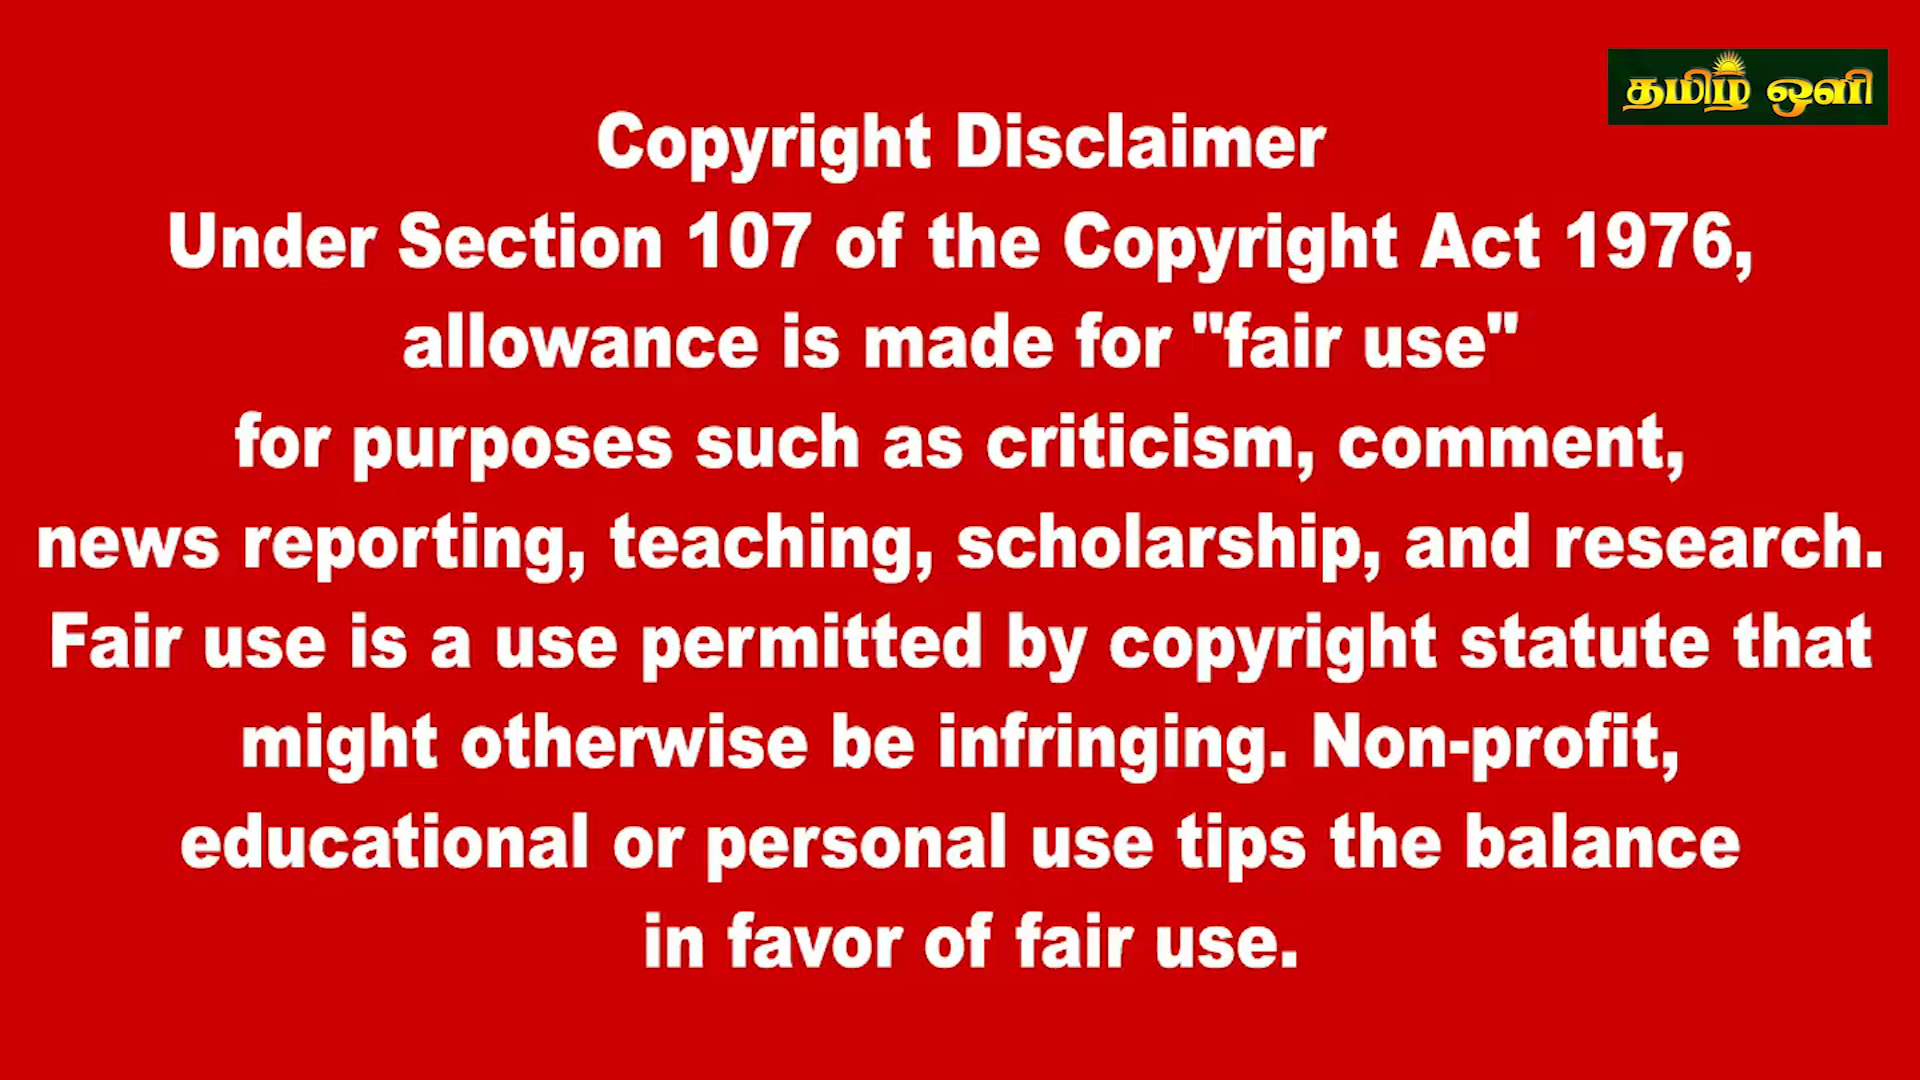 தமிழ் ஒளி
Copyright Disclaimer
Under Section 107 of the Copyright Act 1976,
allowance is made for "fair use"
for purposes such as criticism, comment,
news reporting, teaching, scholarship, and research.
Fair use is a use permitted by copyright statute that
might otherwise be infringing. Non-profit,
educational or personal use tips the balance
in favor of fair use.